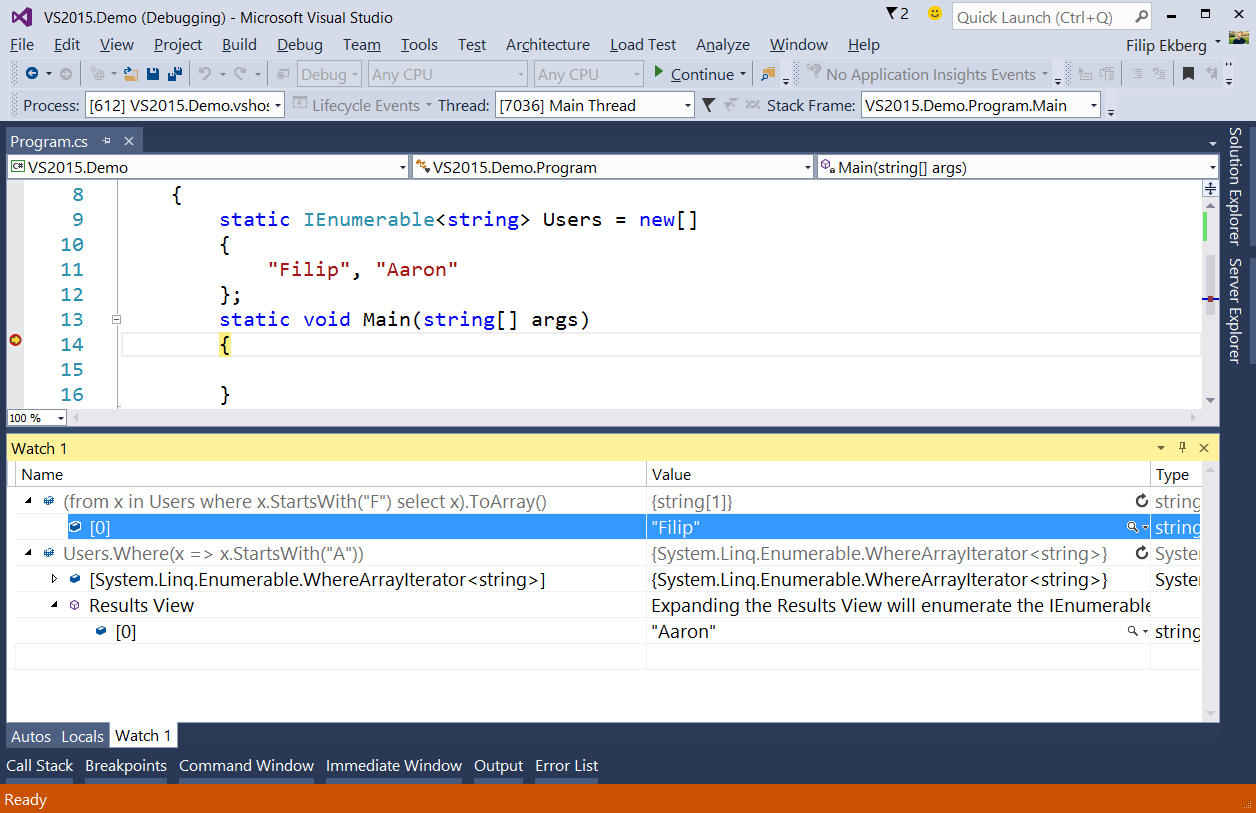 VS2015.Demo (Debugging) - Microsoft Visual Studio
2
Quick Launch (Ctrl+Q)
File Edit View Project Build Debug Team Tools Test Architecture Load Test Analyze Window Help
Filip Ekberg
Debug Any CPU Any CPU Continue No Application Insights Events
Process: [612] VS2015.Demo.vshos Lifecycle Events Thread: [7036] Main Thread Stack Frame: VS2015.Demo.Program.Main
Program.cs
C# VS2015.Demo VS2015.Demo.Program Main(string[] args)
8 {
9 static IEnumerable<string> Users = new[]
10 {
11 "Filip", "Aaron"
12 };
13 static void Main(string[] args)
14 {
15
16 }
100 %
Solution Explorer
Server Explorer
Watch 1
Name Value Type
(from x in Users where x.StartsWith("F") select x).ToArray() {string[1]} string
[0] "Filip" string
Users.Where(x => x.StartsWith("A")) {System.Linq.Enumerable.WhereArrayIterator<string>} Syste
[System.Linq.Enumerable.WhereArrayIterator<string>] {System.Linq.Enumerable.WhereArrayIterator<string>} Syste
Results View Expanding the Results View will enumerate the IEnumerable
[0] "Aaron" string
Autos Locals Watch 1
Call Stack Breakpoints Command Window Immediate Window Output Error List
Ready